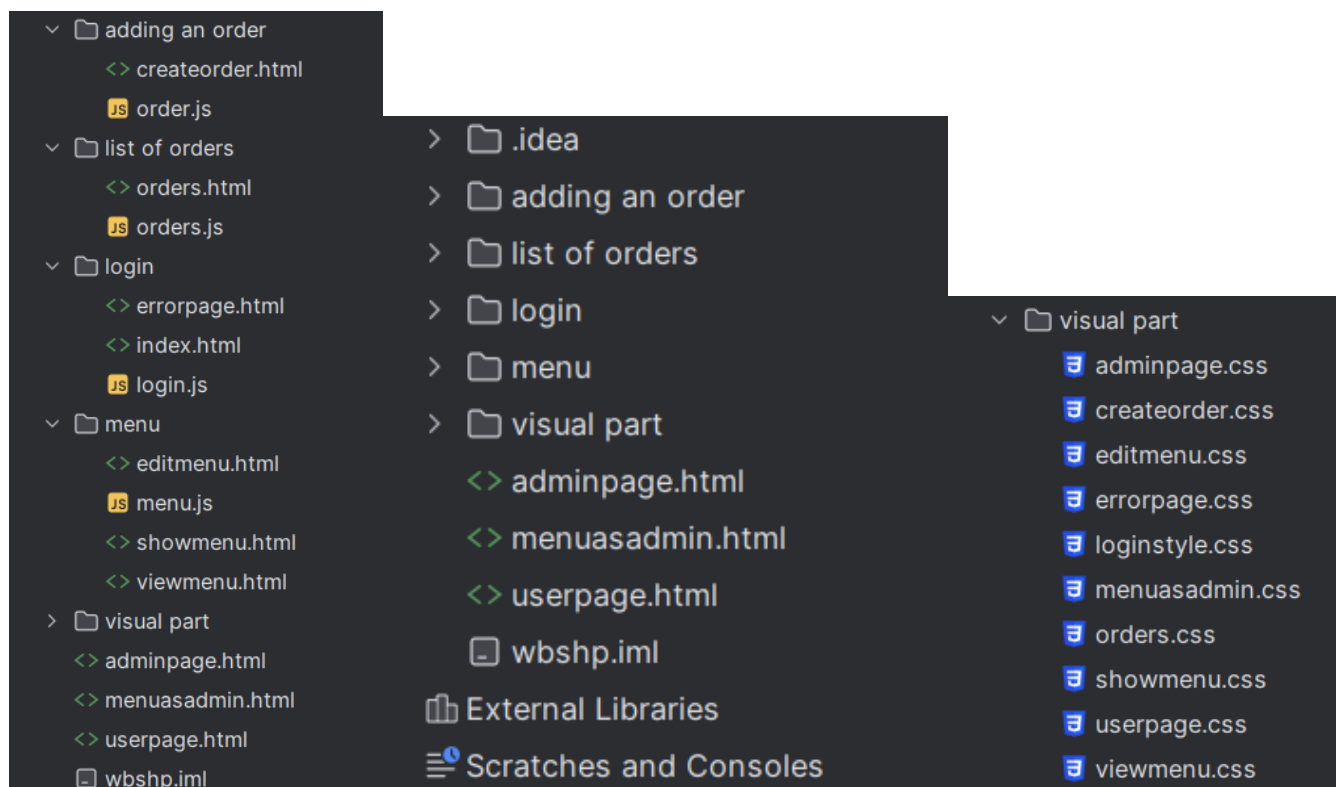 adding an order
createorder.html
JS order.js
list of orders
orders.html
JS orders.js
login
errorpage.html
index.html
JS login.js
menu
editmenu.html
JS menu.js
showmenu.html
viewmenu.html
visual part
adminpage.html
menuasadmin.html
userpage.html
wbshp.iml
.idea
adding an order
list of orders
login
menu
visual part
adminpage.html
menuasadmin.html
userpage.html
wbshp.iml
External Libraries
Scratches and Consoles
visual part
adminpage.css
createorder.css
editmenu.css
errorpage.css
loginstyle.css
menuasadmin.css
orders.css
showmenu.css
userpage.css
viewmenu.css